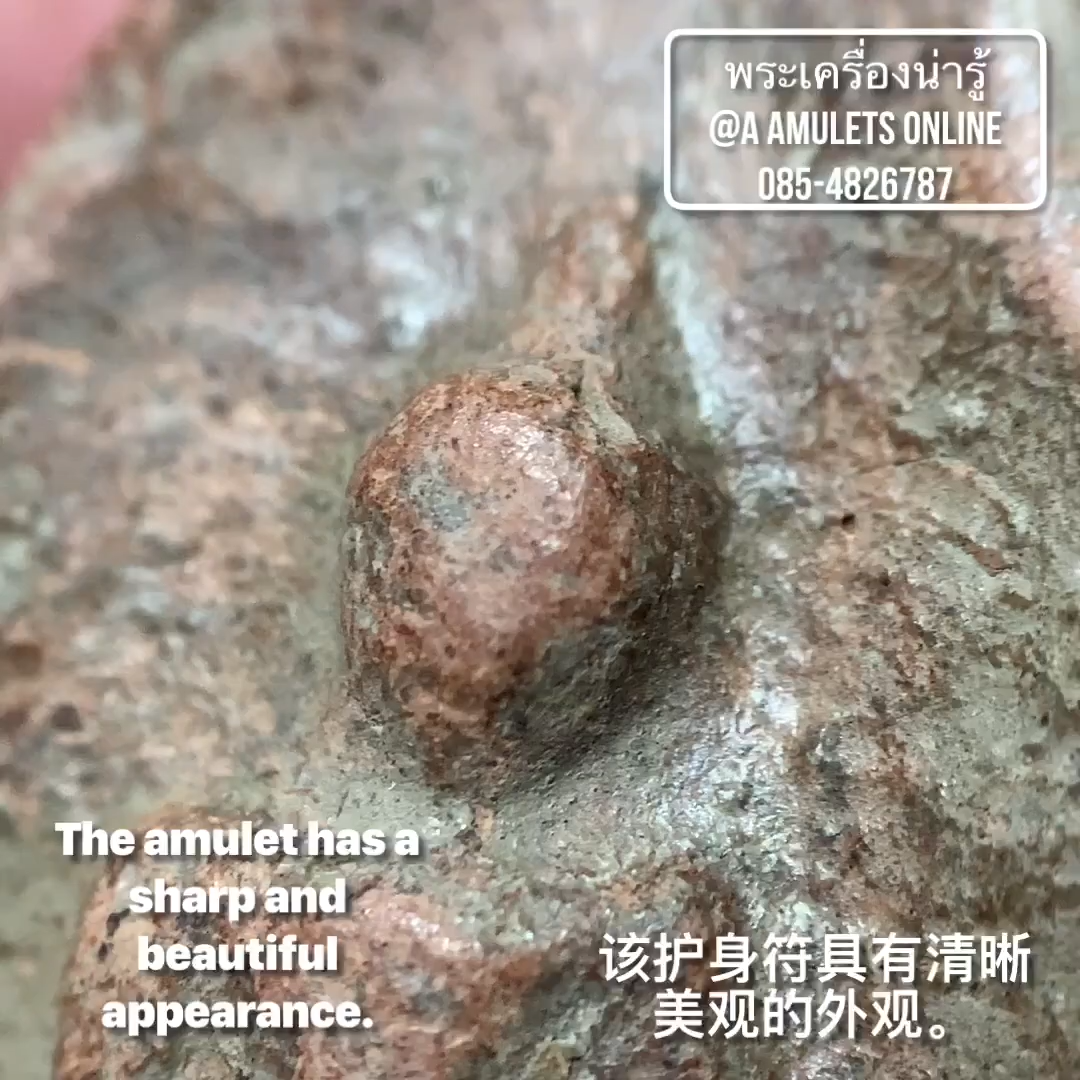 พระเครื่องน่ารู้
@A AMULETS ONLINE
085-4826787
The amulet has a
sharp and
beautiful
appearance.
该护身符具有清晰
美观的外观。